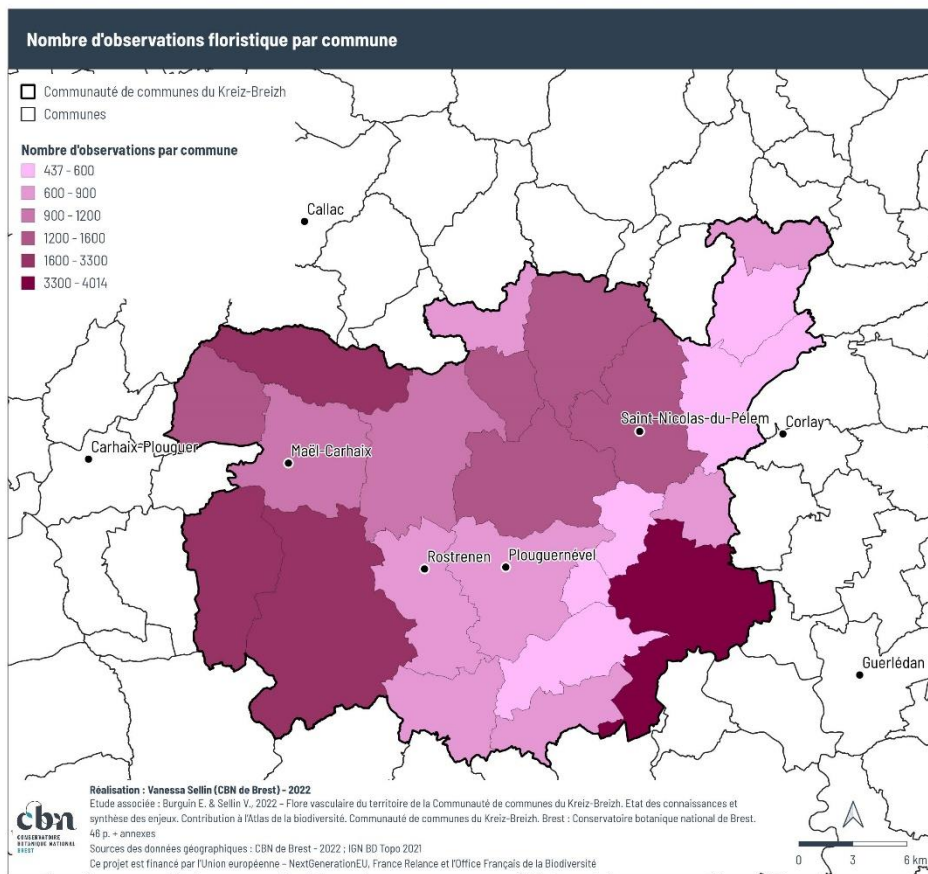 Nombre d'observations floristique par commune
Communauté de communes du Kreiz-Breizh
Communes
Nombre d'observations par commune
437 - 600
600 - 900
900 - 1200
1200 - 1600
1600 - 3300
3300 - 4014
Callac
Saint-Nicolas-du-Pélem
Corlay
Carhaix-Plouguer
Maël-Carhaix
Rostrenen
Plouguernével
Guerlédan
Réalisation : Vanessa Sellin (CBN de Brest) - 2022
Etude associée : Burguin E. & Sellin V., 2022 - Flore vasculaire du territoire de la Communauté de communes du Kreiz-Breizh. Etat des connaissances et
synthèse des enjeux. Contribution à l'Atlas de la biodiversité. Communauté de communes du Kreiz-Breizh. Brest : Conservatoire botanique national de Brest.
46 p. + annexes
Sources des données géographiques : CBN de Brest - 2022 ; IGN BD Topo 2021
Ce projet est financé par l'Union européenne - NextGenerationEU, France Relance et l'Office Français de la Biodiversité
cbn
CONSERVATOIRE
BOTANIQUE NATIONAL
BREST
0 3 6 km